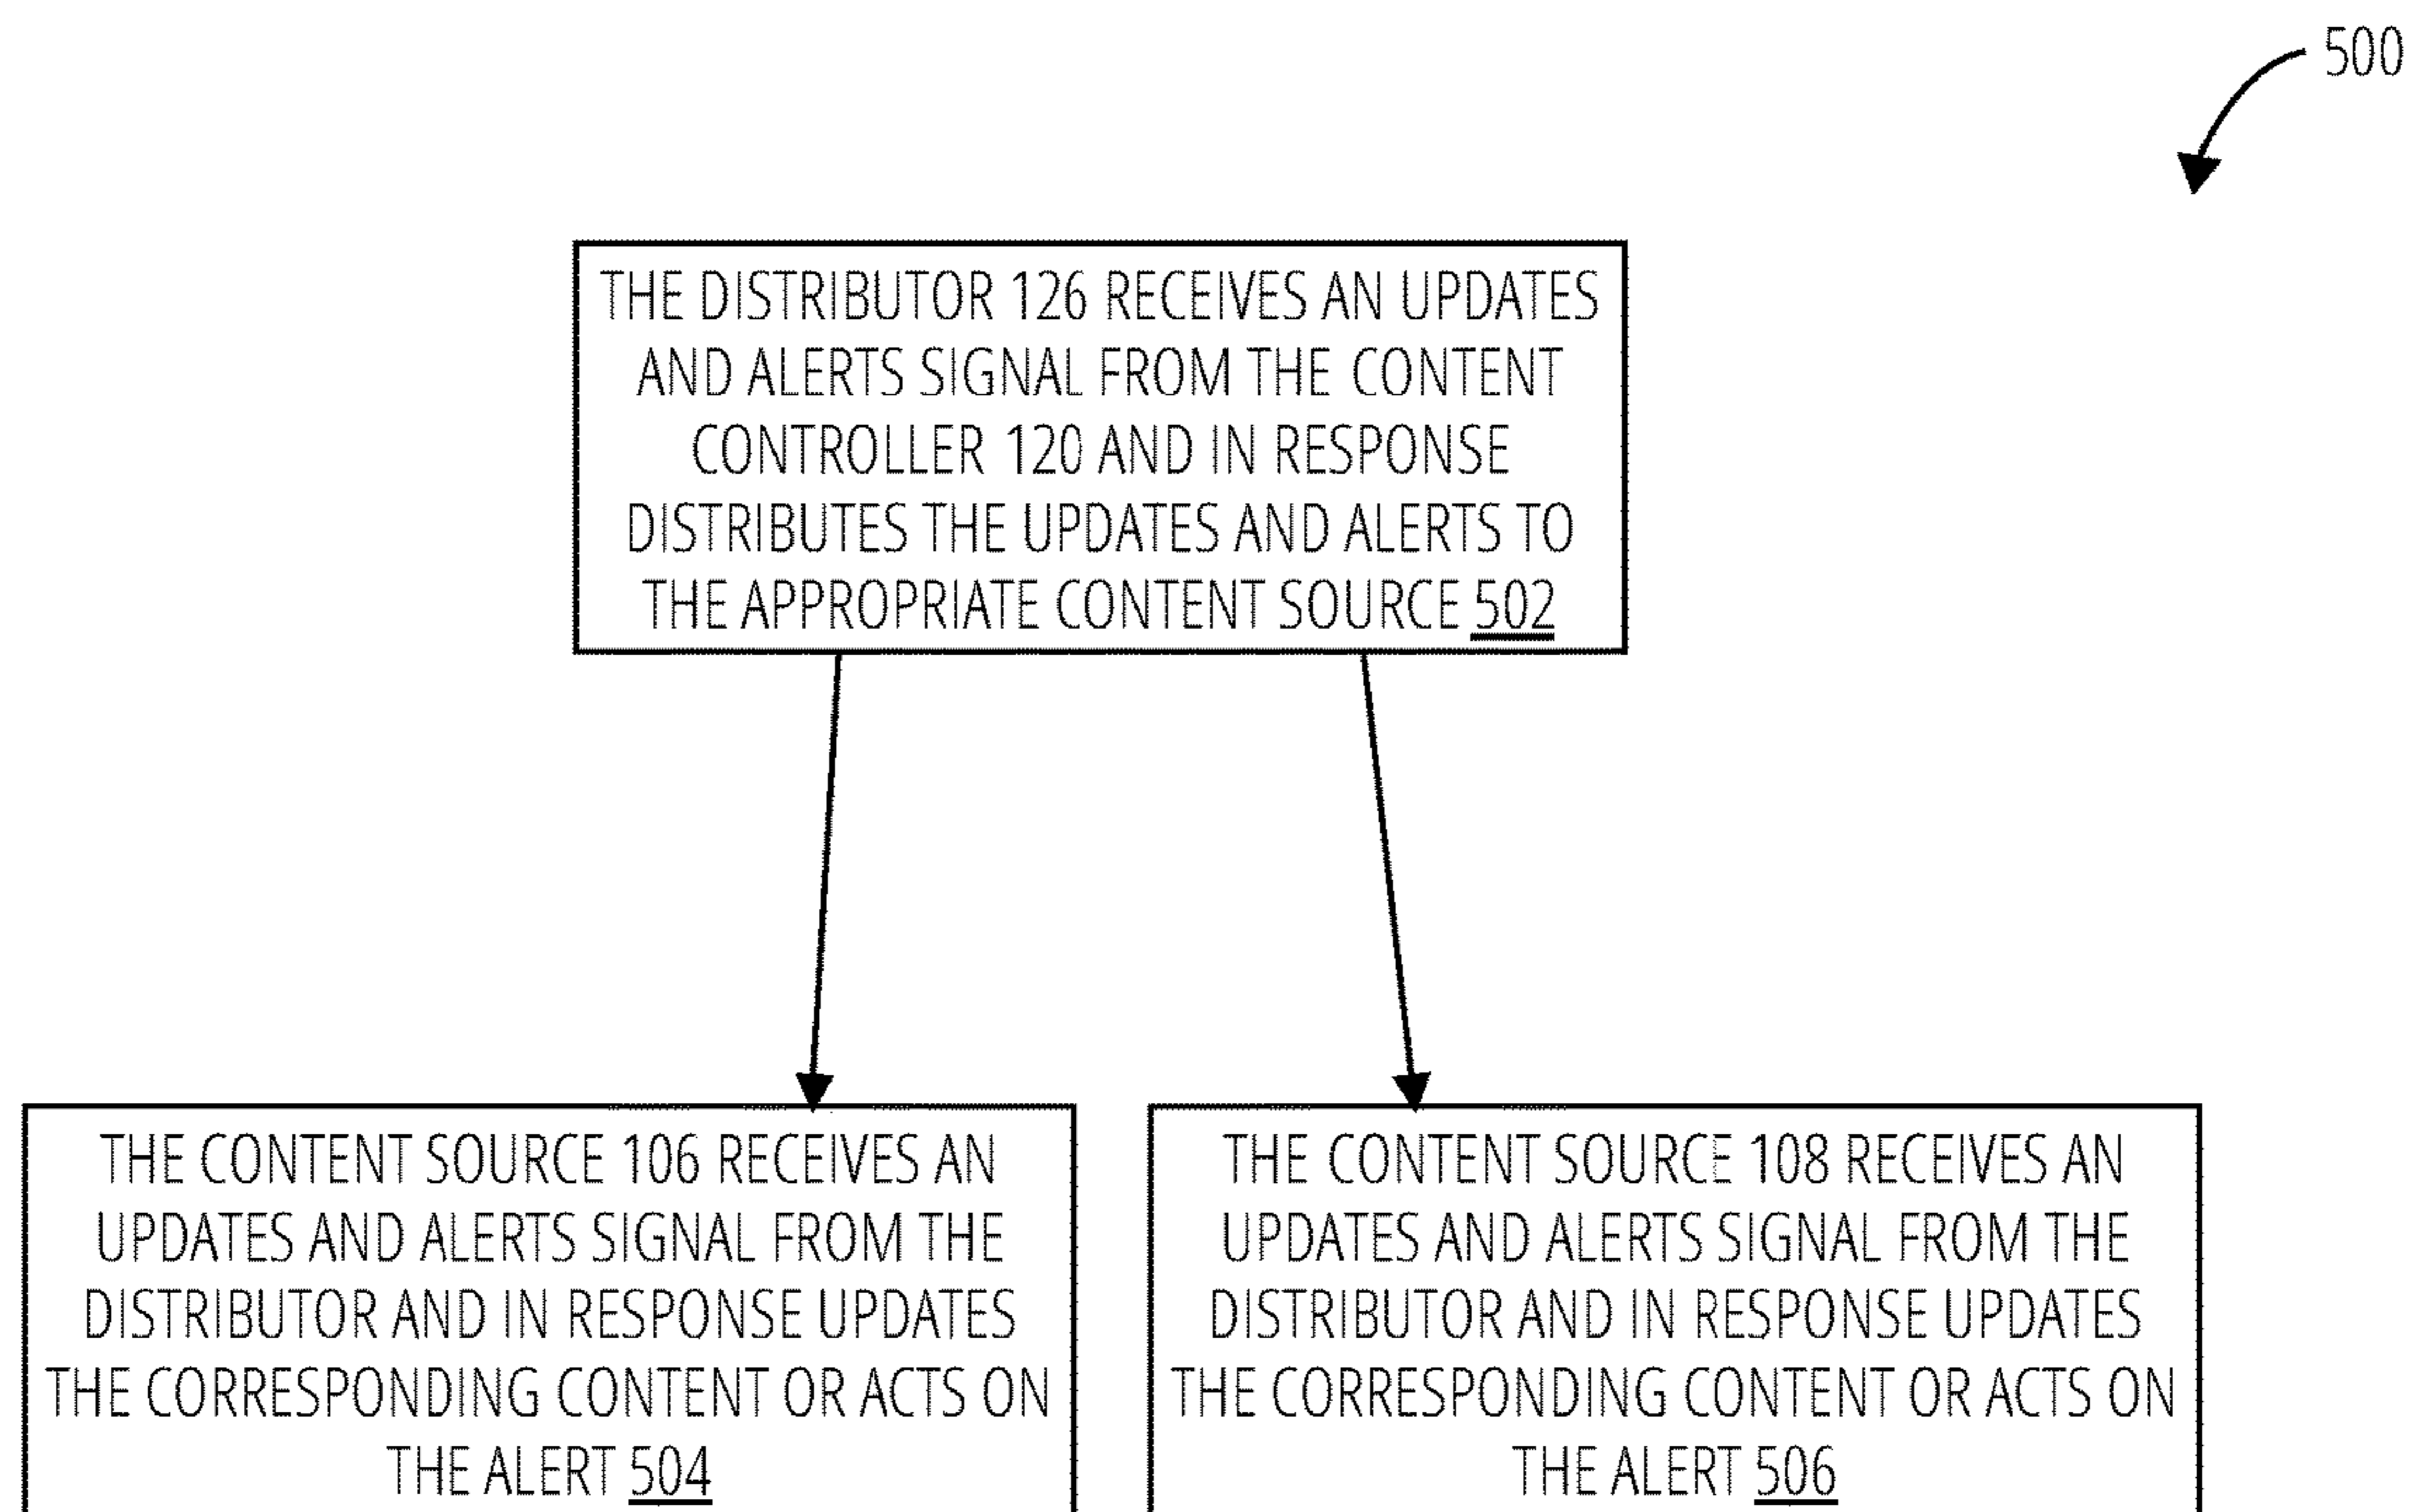 500
THE DISTRIBUTOR 126 RECEIVES AN UPDATES
AND ALERTS SIGNAL FROM THE CONTENT
CONTROLLER 120 AND IN RESPONSE
DISTRIBUTES THE UPDATES AND ALERTS TO
THE APPROPRIATE CONTENT SOURCE 502
THE CONTENT SOURCE 106 RECEIVES AN
UPDATES AND ALERTS SIGNAL FROM THE
DISTRIBUTOR AND IN RESPONSE UPDATES
THE CORRESPONDING CONTENT OR ACTS ON
THE ALERT 504
THE CONTENT SOURCE 108 RECEIVES AN
UPDATES AND ALERTS SIGNAL FROM THE
DISTRIBUTOR AND IN RESPONSE UPDATES
THE CORRESPONDING CONTENT OR ACTS ON
THE ALERT 506